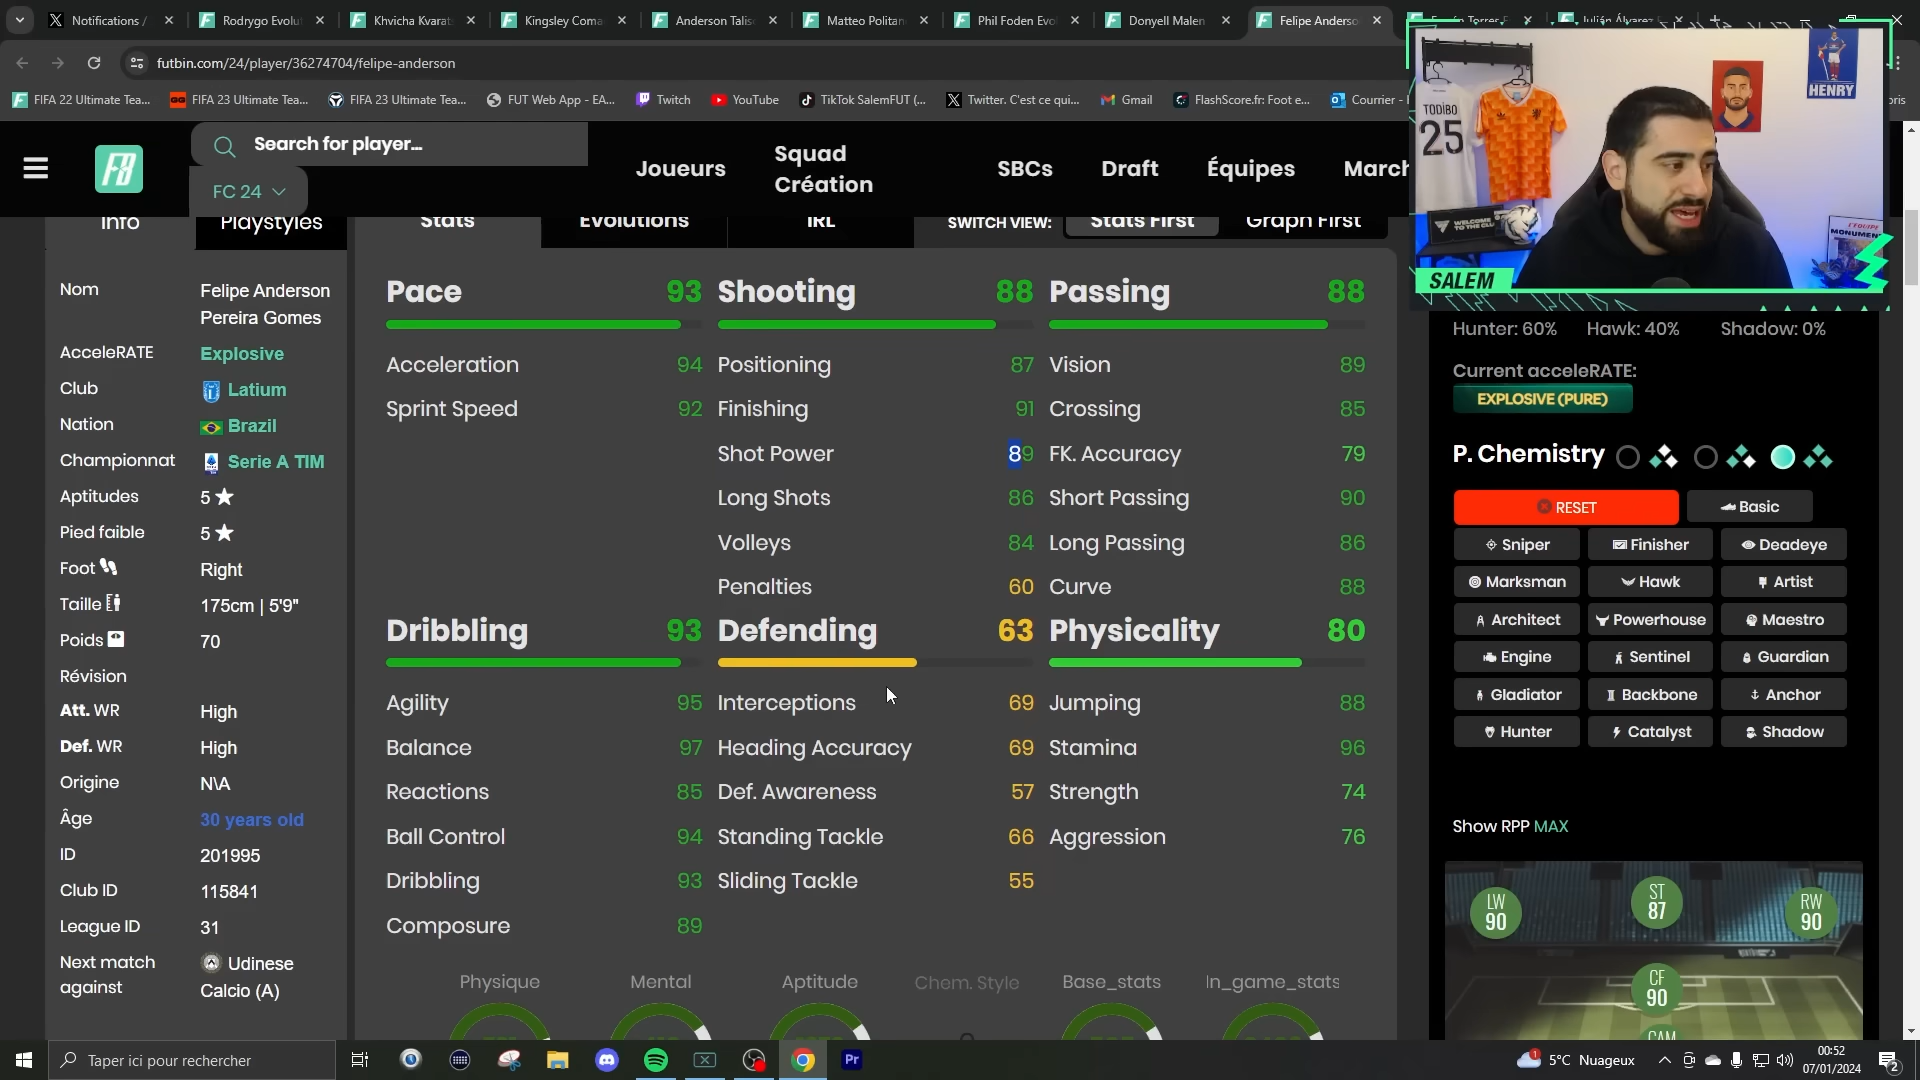 Notifications /
Rodrygo Evolu
Khvicha Kvarats
Kingsley Coma
Anderson Talis
Matteo Politan
Phil Foden Evo
Donyell Malen
Felipe Anderso
futbin.com/24/player/36274704/felipe-anderson
FIFA 22 Ultimate Tea...
FIFA 23 Ultimate Tea...
FIFA 23 Ultimate Tea...
FUT Web App - EA...
Twitch
YouTube
TikTok SalemFUT (...
Twitter. C'est ce qui...
Gmail
FlashScore.fr: Foot e...
Courrier -
Search for player...
FC 24
Joueurs
Squad
Création
SBCs
Draft
Équipes
March
TODIBO
25
HENRY
WELCOME
TO THE CLUB
SALEM
Info
Playstyles
Stats
Evolutions
IRL
SWITCH VIEW:
Stats First
Graph First
Nom
Felipe Anderson
Pereira Gomes
AcceleRATE
Explosive
Club
Latium
Nation
Brazil
Championnat
Serie A TIM
Aptitudes
5
Pied faible
5
Foot
Right
Taille
175cm | 5'9"
Poids
70
Révision
Att. WR
High
Def. WR
High
Origine
N\A
Âge
30 years old
ID
201995
Club ID
115841
League ID
31
Next match
against
Udinese
Calcio (A)
Pace 93
Acceleration 94
Sprint Speed 92
Shooting 88
Positioning 87
Finishing 91
Shot Power 89
Long Shots 86
Volleys 84
Penalties 60
Passing 88
Vision 89
Crossing 85
FK. Accuracy 79
Short Passing 90
Long Passing 86
Curve 88
Dribbling 93
Agility 95
Balance 97
Reactions 85
Ball Control 94
Dribbling 93
Composure 89
Defending 63
Interceptions 69
Heading Accuracy 69
Def. Awareness 57
Standing Tackle 66
Sliding Tackle 55
Physicality 80
Jumping 88
Stamina 96
Strength 74
Aggression 76
Physique
Mental
Aptitude
Chem. Style
Base_stats
In_game_stats
Hunter: 60%
Hawk: 40%
Shadow: 0%
Current acceleRATE:
EXPLOSIVE (PURE)
P. Chemistry
RESET
Basic
Sniper
Finisher
Deadeye
Marksman
Hawk
Artist
Architect
Powerhouse
Maestro
Engine
Sentinel
Guardian
Gladiator
Backbone
Anchor
Hunter
Catalyst
Shadow
Show RPP MAX
LW
90
ST
87
RW
90
CF
90
CAM
Taper ici pour rechercher
Pr
1
5°C Nuageux
00:52
07/01/2024
2